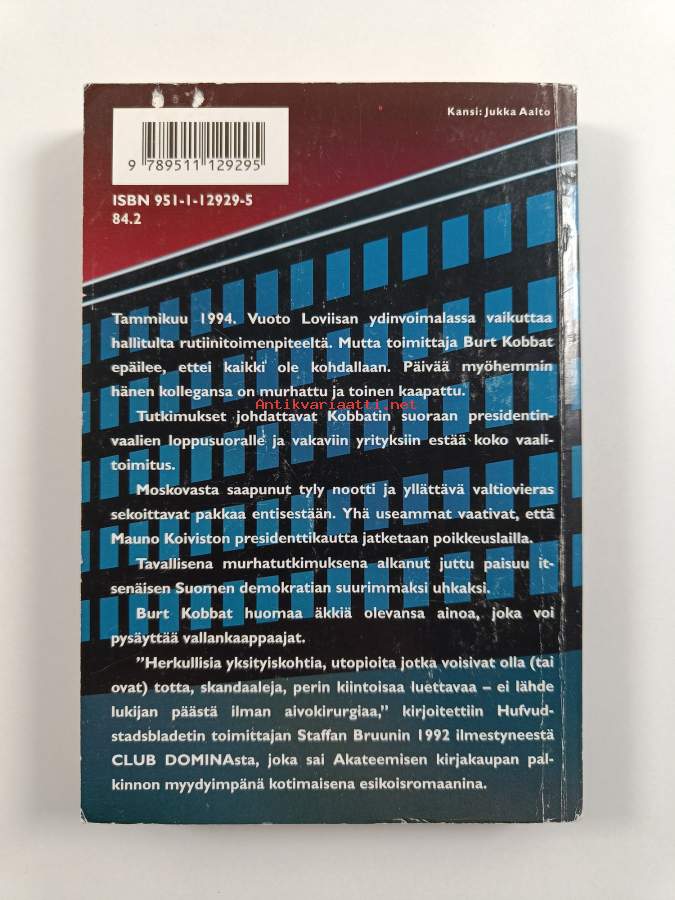 Kansi: Jukka Aalto
9 789511 129295
ISBN 951-1-12929-5
84.2
Tammikuu 1994. Vuoto Loviisan ydinvoimalassa vaikuttaa
hallitulta rutiinitoimenpiteeltä. Mutta toimittaja Burt Kobbat
epäilee, ettei kaikki ole kohdallaan. Päivää myöhemmin
hänen kollegansa on murhattu ja toinen kaapattu.
Antikvariaatti.net
Tutkimukset johdattavat Kobbatin suoraan presidentin-
vaalien loppusuoralle ja vakaviin yrityksiin estää koko vaali-
toimitus.
Moskovasta saapunut tyly nootti ja yllättävä valtiovieras
sekoittavat pakkaa entisestään. Yhä useammat vaativat, että
Mauno Koiviston presidenttikautta jatketaan poikkeuslailla.
Tavallisena murhatutkimuksena alkanut juttu paisuu it-
senäisen Suomen demokratian suurimmaksi uhkaksi.
Burt Kobbat huomaa äkkiä olevansa ainoa, joka voi
pysäyttää vallankaappaajat.
”Herkullisia yksityiskohtia, utopioita jotka voisivat olla (tai
ovat) totta, skandaaleja, perin kiintoisaa luettavaa – ei lähde
lukijan päästä ilman aivokirurgiaa,” kirjoitettiin Hufvud-
stadsbladetin toimittajan Staffan Bruunin 1992 ilmestyneestä
CLUB DOMINAsta, joka sai Akateemisen kirjakaupan pal-
kinnon myydyimpänä kotimaisena esikoisromaanina.